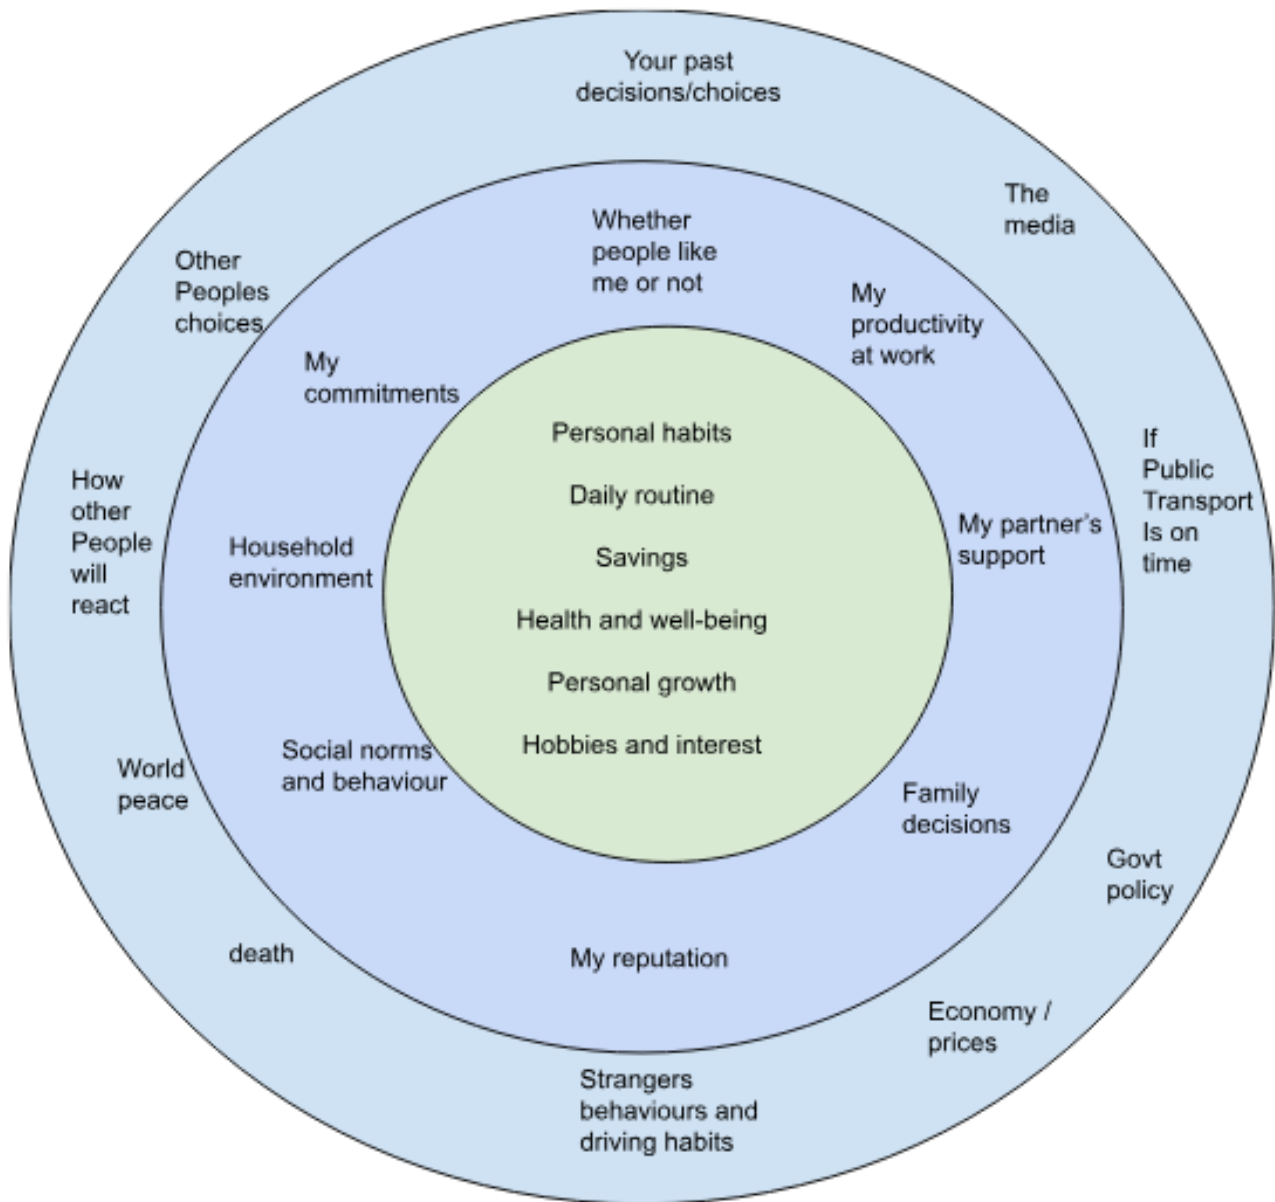 Your past
decisions/choices
The
media
Other
Peoples
choices
Whether
people like
me or not
My
productivity
at work
My
commitments
Personal habits
Daily routine
Savings
Health and well-being
Personal growth
Hobbies and interest
If
Public
Transport
Is on
time
How
other
People
will
react
Household
environment
My partner’s
support
Social norms
and behaviour
World
peace
Family
decisions
Govt
policy
death
My reputation
Economy /
prices
Strangers
behaviours and
driving habits